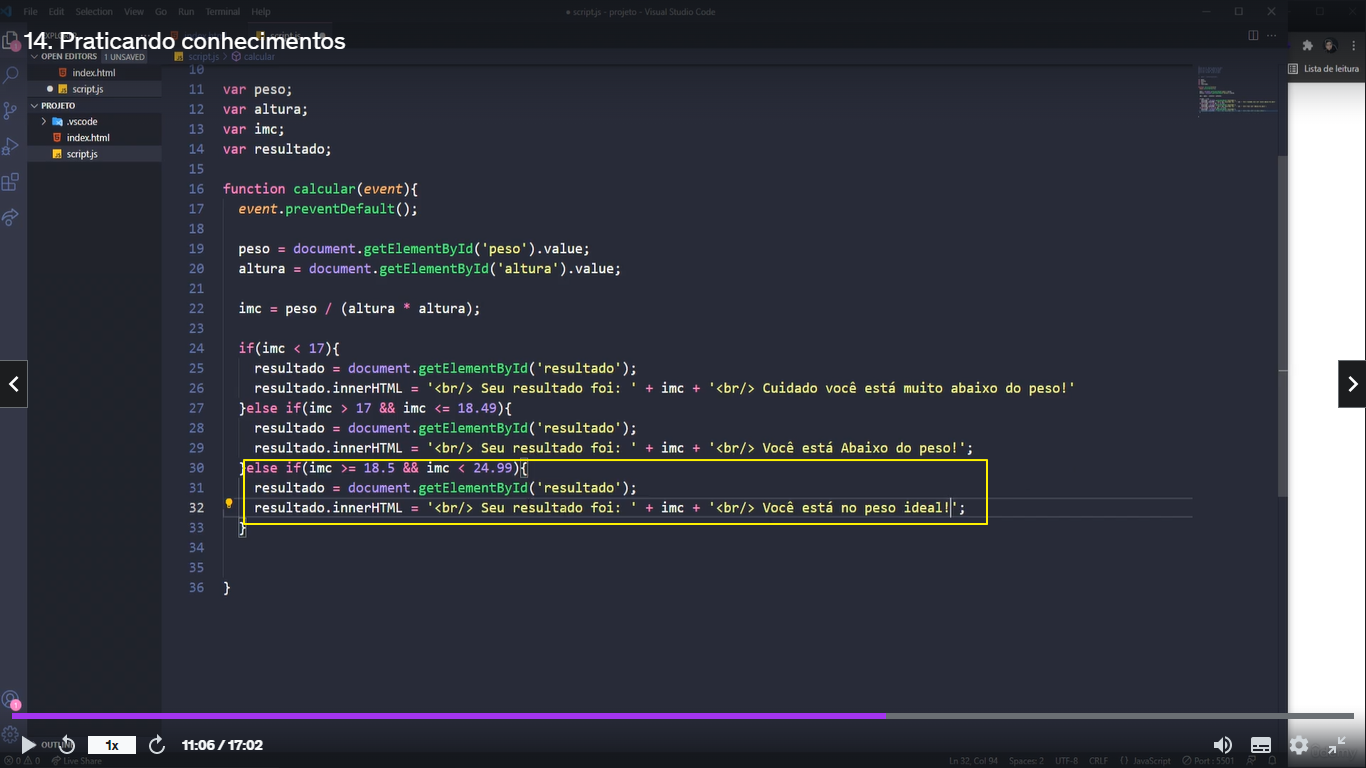 File Edit Selection View Go Run Terminal Help
● script.js - projeto - Visual Studio Code
14. Praticando conhecimentos
OPEN EDITORS 1 UNSAVED
index.html
script.js
PROJETO
.vscode
index.html
script.js
script.js > calcular
Lista de leitura
10
11 var peso;
12 var altura;
13 var imc;
14 var resultado;
15
16 function calcular(event){
17 event.preventDefault();
18
19 peso = document.getElementById('peso').value;
20 altura = document.getElementById('altura').value;
21
22 imc = peso / (altura * altura);
23
24 if(imc < 17){
25 resultado = document.getElementById('resultado');
26 resultado.innerHTML = '<br/> Seu resultado foi: ' + imc + '<br/> Cuidado você está muito abaixo do peso!'
27 }else if(imc > 17 && imc <= 18.49){
28 resultado = document.getElementById('resultado');
29 resultado.innerHTML = '<br/> Seu resultado foi: ' + imc + '<br/> Você está Abaixo do peso!';
30 }else if(imc >= 18.5 && imc < 24.99){
31 resultado = document.getElementById('resultado');
32 resultado.innerHTML = '<br/> Seu resultado foi: ' + imc + '<br/> Você está no peso ideal!';
33 }
34
35
36 }
OUTLINE
1x
11:06 / 17:02
0 0 Live Share
Ln 32, Col 94 Spaces: 2 UTF-8 CRLF {} JavaScript Port : 5501